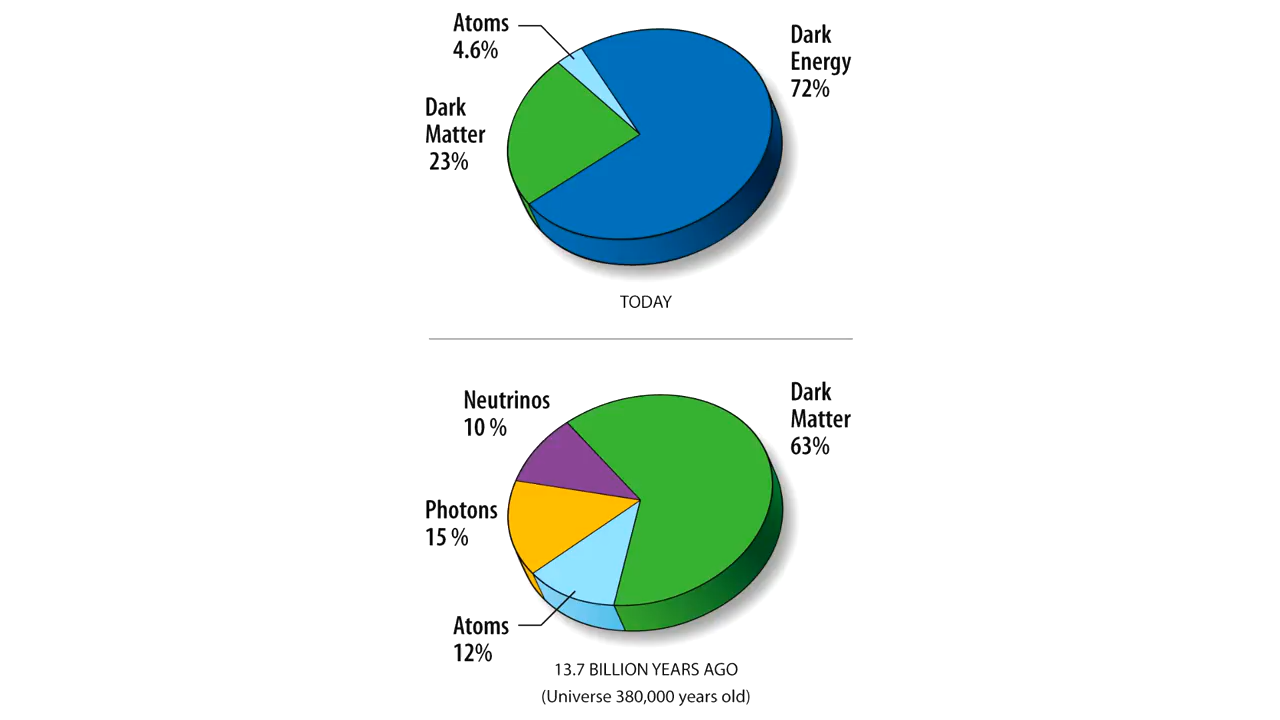 Atoms
4.6%
Dark
Energy
72%
Dark
Matter
23%
TODAY
Neutrinos
10 %
Dark
Matter
63%
Photons
15 %
Atoms
12%
13.7 BILLION YEARS AGO
(Universe 380,000 years old)